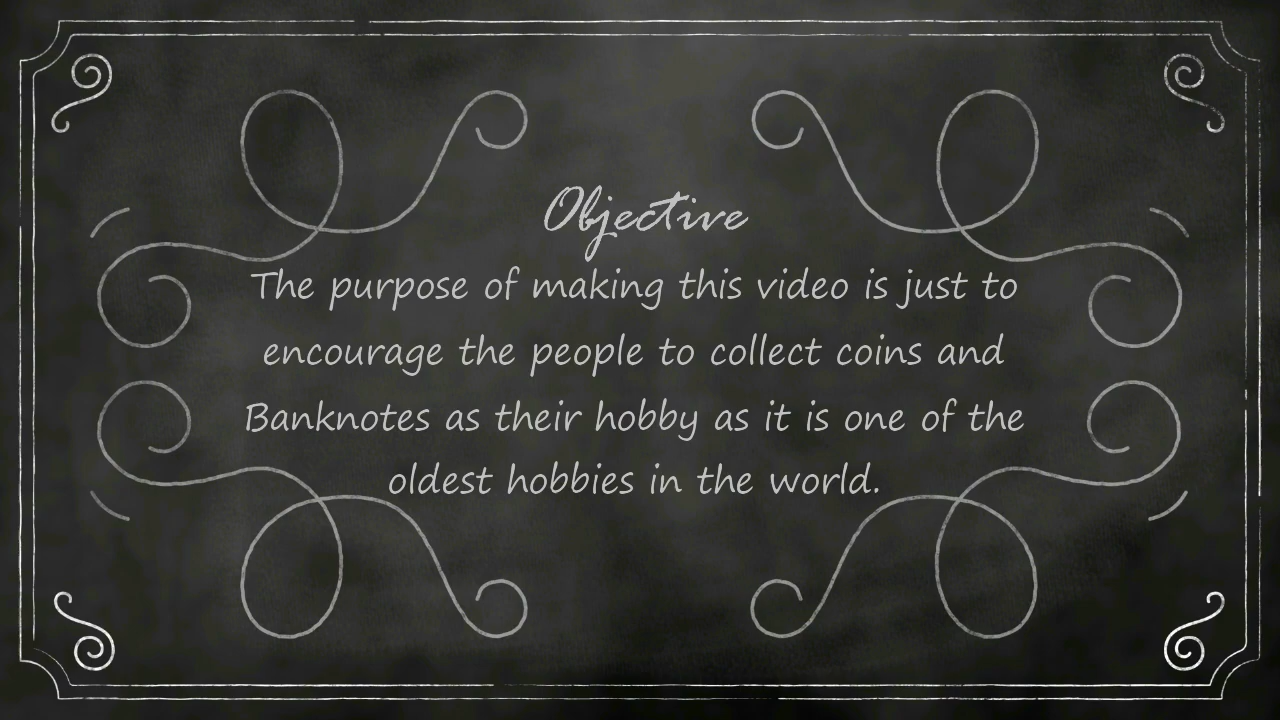 Objective
The purpose of making this video is just to
encourage the people to collect coins and
Banknotes as their hobby as it is one of the
oldest hobbies in the world.